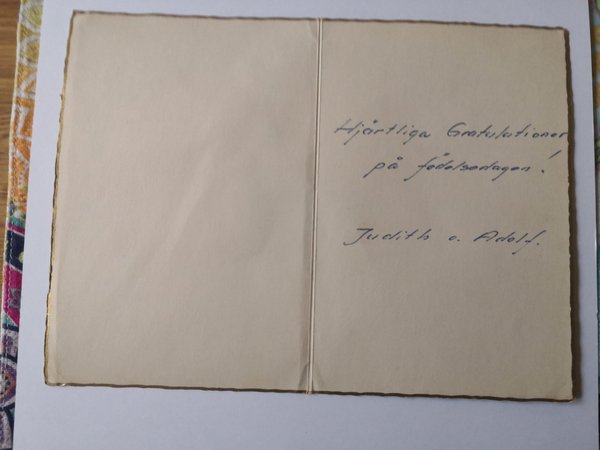 Hjärtliga Gratulationer
på födelsedagen!
Judith o. Adolf.